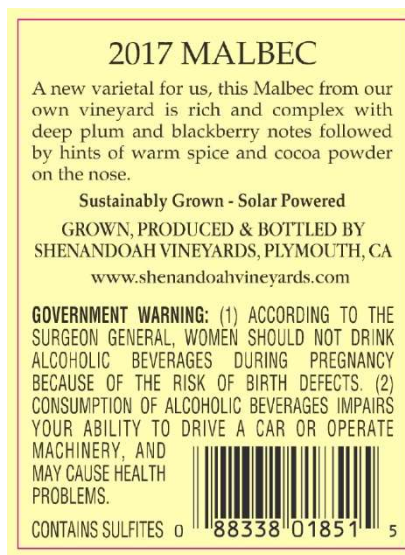 2017 MALBEC
A new varietal for us, this Malbec from our
own vineyard is rich and complex with
deep plum and blackberry notes followed
by hints of warm spice and cocoa powder
on the nose.
Sustainably Grown - Solar Powered
GROWN, PRODUCED & BOTTLED BY
SHENANDOAH VINEYARDS, PLYMOUTH, CA
www.shenandoahvineyards.com
GOVERNMENT WARNING: (1) ACCORDING TO THE
SURGEON GENERAL, WOMEN SHOULD NOT DRINK
ALCOHOLIC BEVERAGES DURING PREGNANCY
BECAUSE OF THE RISK OF BIRTH DEFECTS. (2)
CONSUMPTION OF ALCOHOLIC BEVERAGES IMPAIRS
YOUR ABILITY TO DRIVE A CAR OR OPERATE
MACHINERY, AND
MAY CAUSE HEALTH
PROBLEMS.
CONTAINS SULFITES 0 88338 01851 5